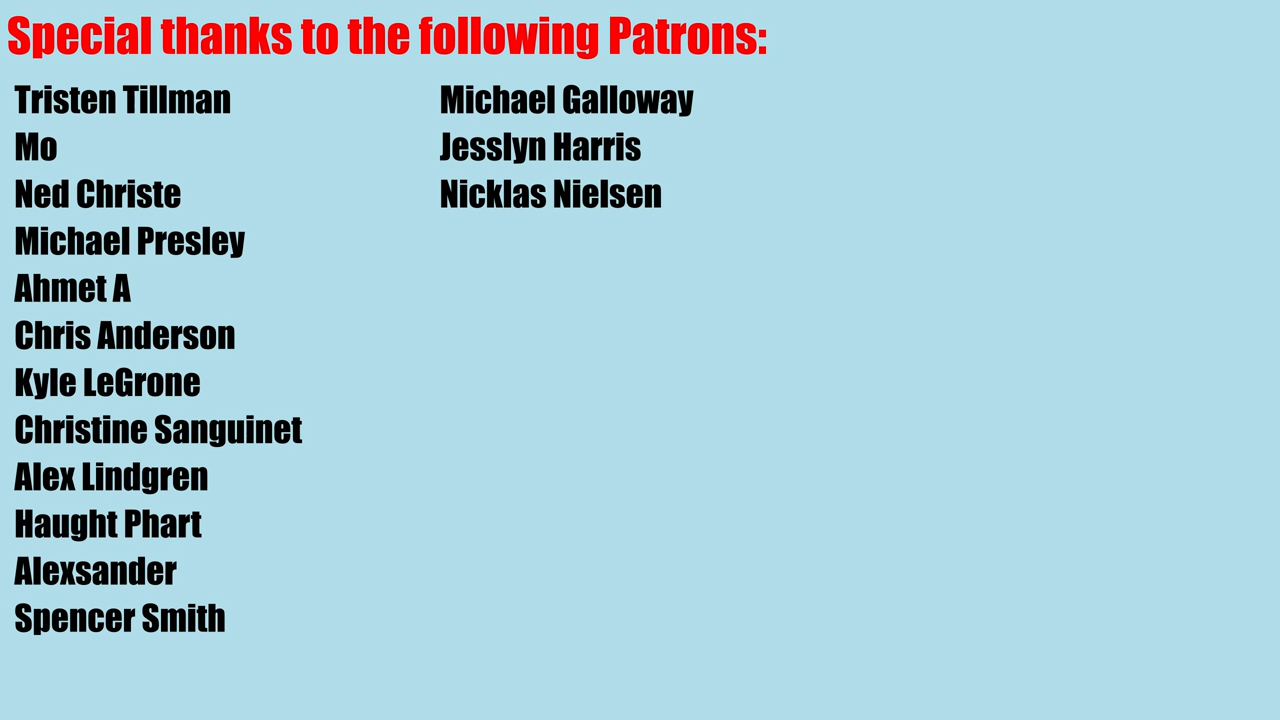 Special thanks to the following Patrons:
Tristen Tillman
Mo
Ned Christe
Michael Presley
Ahmet A
Chris Anderson
Kyle LeGrone
Christine Sanguinet
Alex Lindgren
Haught Phart
Alexsander
Spencer Smith
Michael Galloway
Jesslyn Harris
Nicklas Nielsen